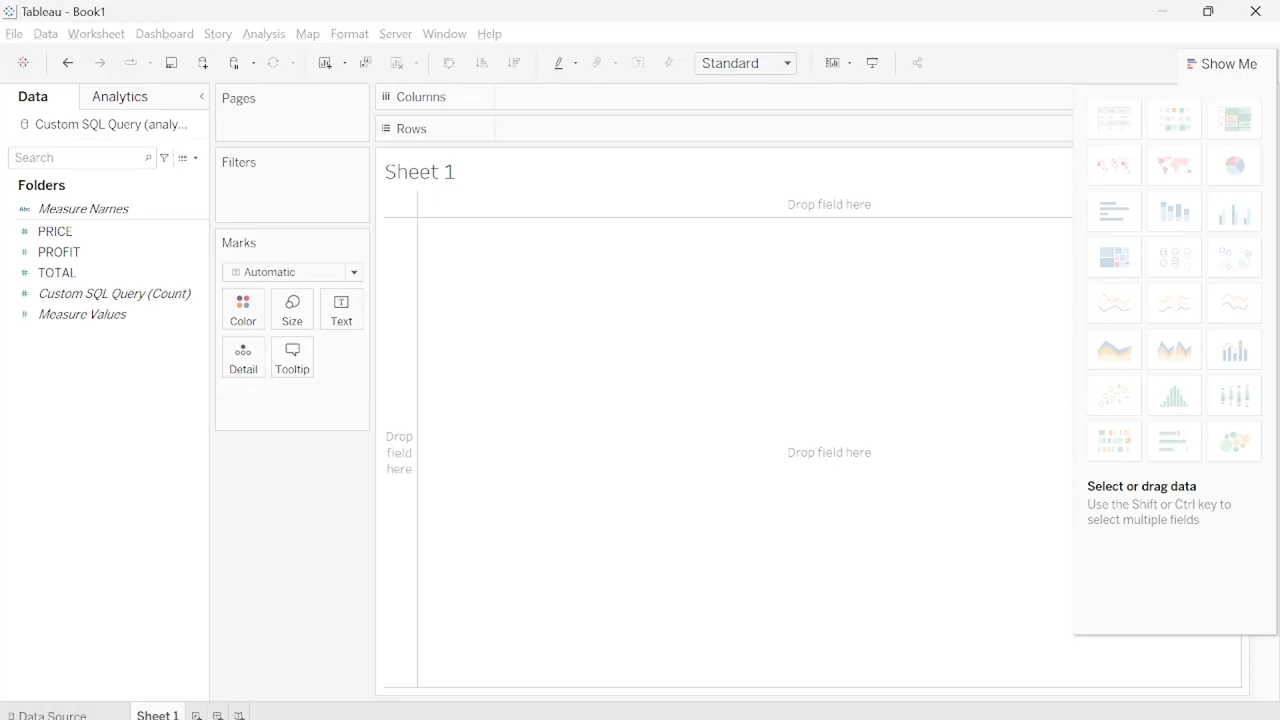 Tableau - Book1
File Data Worksheet Dashboard Story Analysis Map Format Server Window Help
Standard
Show Me
Data
Analytics
Custom SQL Query (analy...
Search
Folders
Abc Measure Names
# PRICE
# PROFIT
# TOTAL
# Custom SQL Query (Count)
# Measure Values
Pages
Filters
Marks
Automatic
Color
Size
Text
Detail
Tooltip
Columns
Rows
Sheet 1
Drop field here
Drop
field
here
Drop field here
Select or drag data
Use the Shift or Ctrl key to
select multiple fields
Data Source
Sheet 1